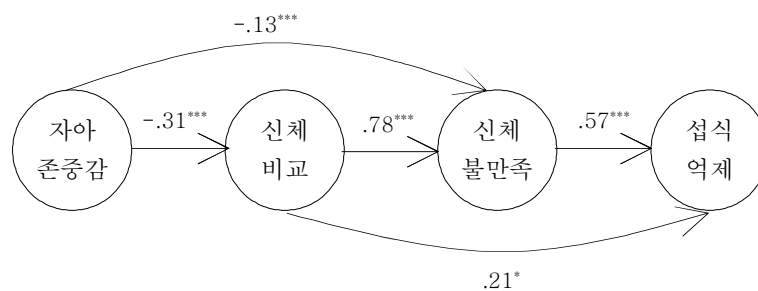 -.13***
자아
존중감
-.31***
신체
비교
.78***
신체
불만족
.57***
섭식
억제
.21*